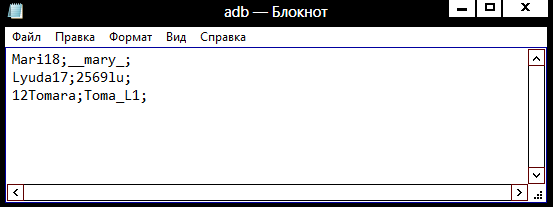 adb — Блокнот
Файл Правка Формат Вид Справка
Mari18;__mary_;
Lyuda17;2569lu;
12Tomara;Toma_L1;